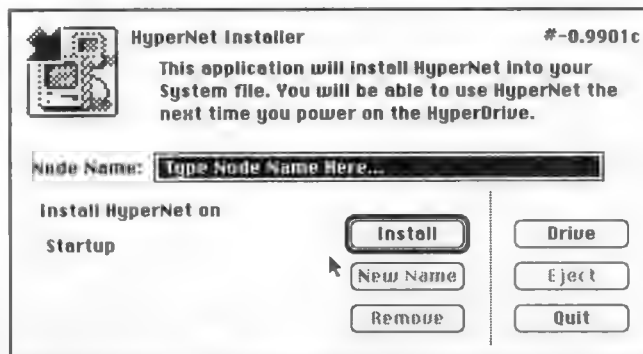 HyperNet Installer #-0.9901c
This application will install HyperNet into your
System file. You will be able to use HyperNet the
next time you power on the HyperDrive.
Node Name: Type Node Name Here...
Install HyperNet on
Startup
Install Drive
New Name Eject
Remove Quit